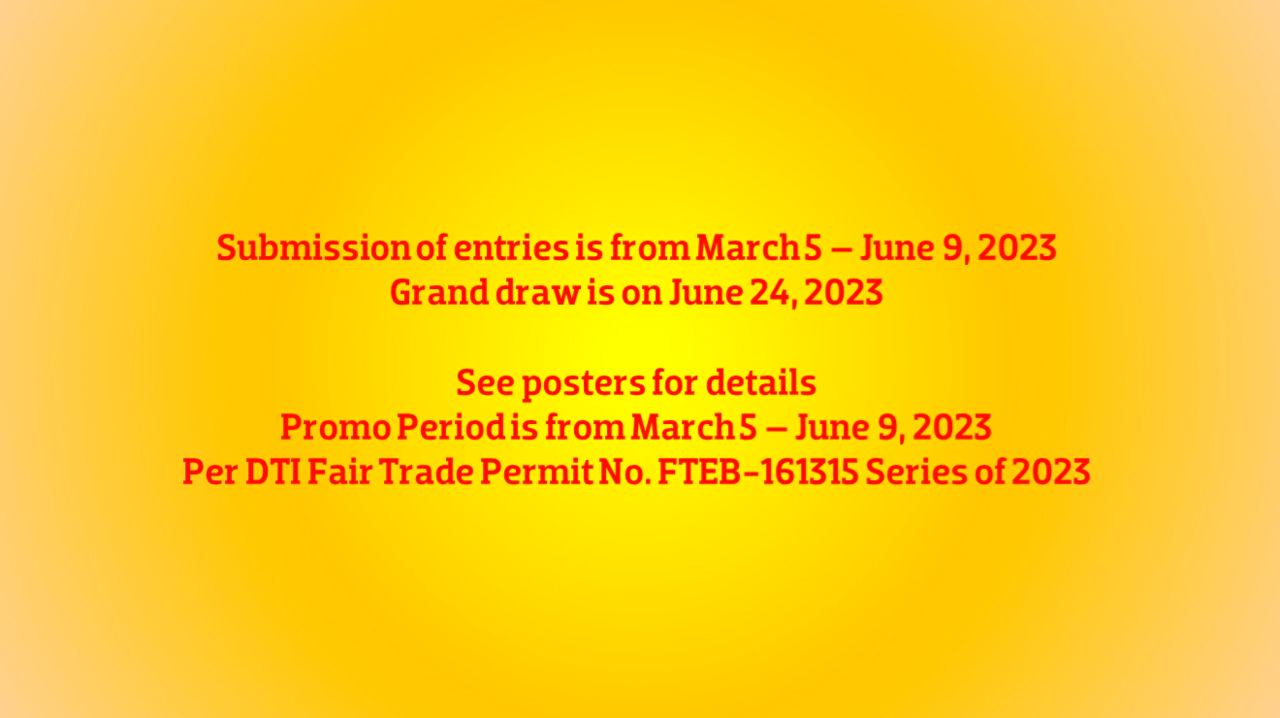 Submission of entries is from March 5 – June 9, 2023
Grand draw is on June 24, 2023
See posters for details
Promo Period is from March 5 – June 9, 2023
Per DTI Fair Trade Permit No. FTEB-161315 Series of 2023